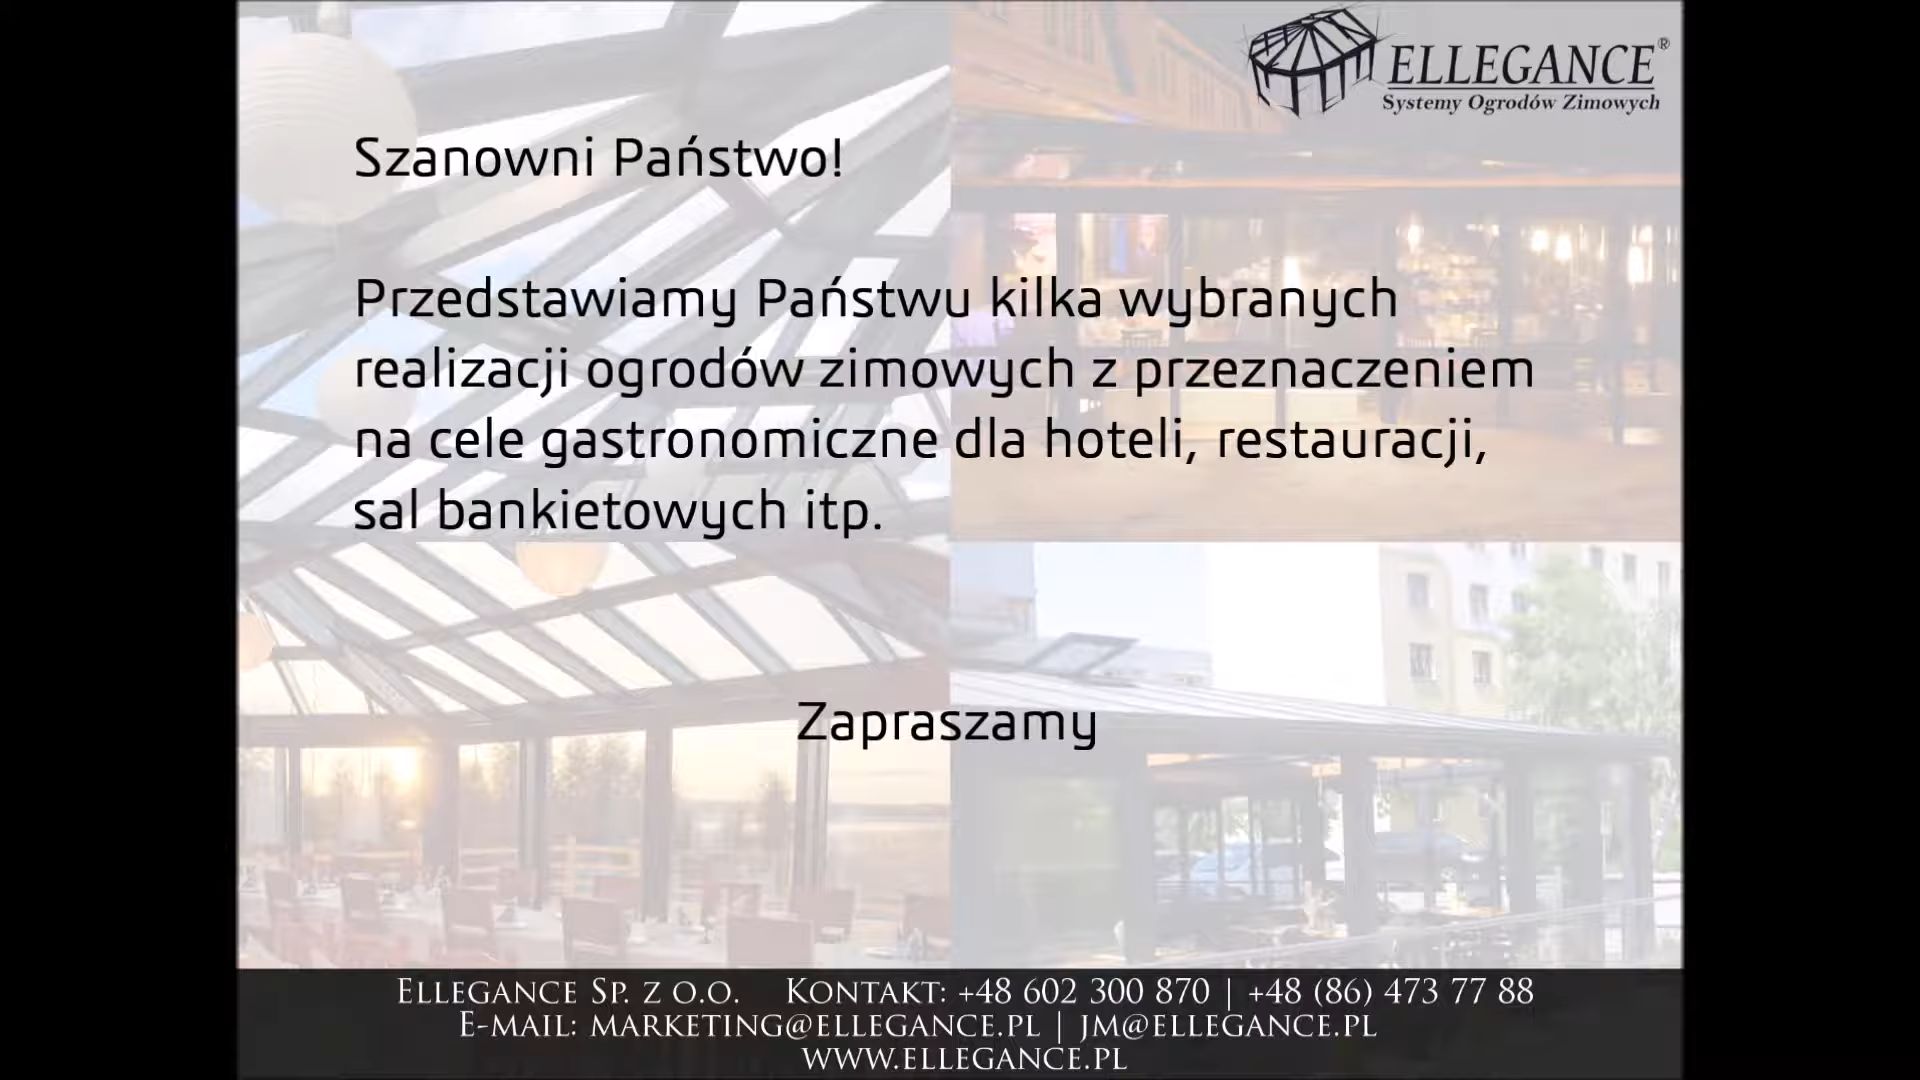 ELLEGANCE®
Systemy Ogrodów Zimowych
Szanowni Państwo!
Przedstawiamy Państwu kilka wybranych
realizacji ogrodów zimowych z przeznaczeniem
na cele gastronomiczne dla hoteli, restauracji,
sal bankietowych itp.
Zapraszamy
Ellegance Sp. z o.o. Kontakt: +48 602 300 870 | +48 (86) 473 77 88
E-mail: marketing@ellegance.pl | jm@ellegance.pl
www.ellegance.pl